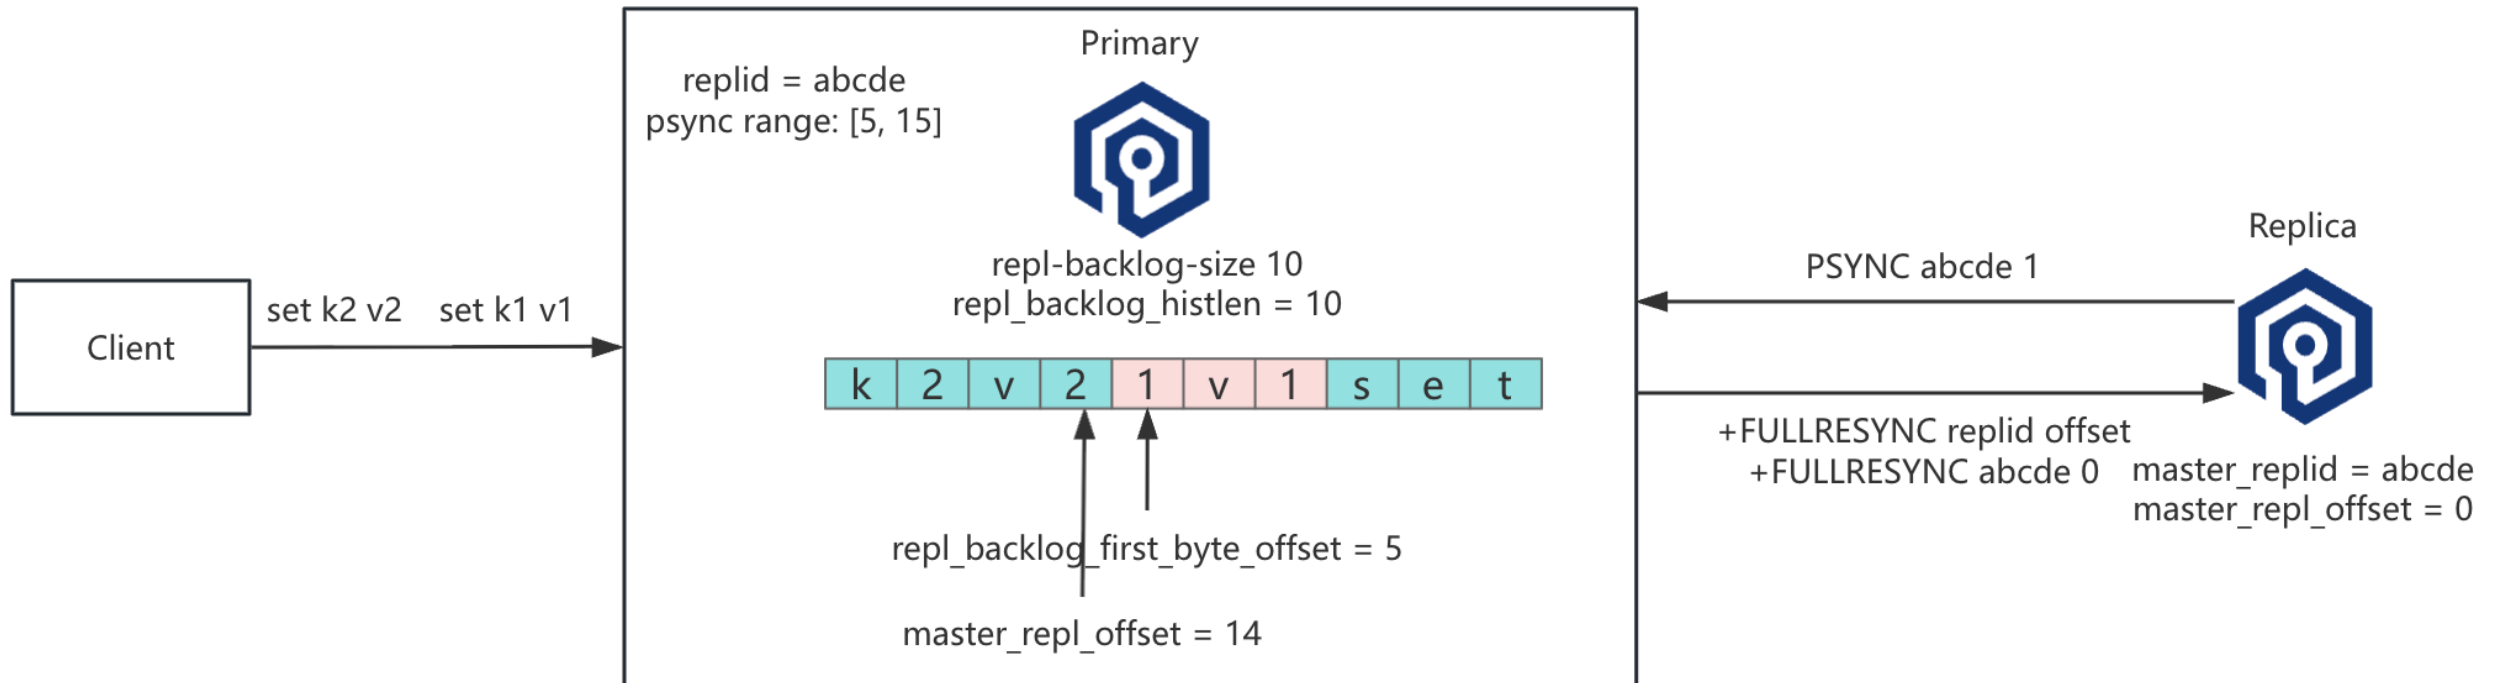 Primary
replid = abcde
psync range: [5, 15]
repl-backlog-size 10
repl_backlog_histlen = 10
Client
set k2 v2 set k1 v1
k 2 v 2 1 v 1 s e t
repl_backlog_first_byte_offset = 5
master_repl_offset = 14
PSYNC abcde 1
+FULLRESYNC replid offset
+FULLRESYNC abcde 0
Replica
master_replid = abcde
master_repl_offset = 0